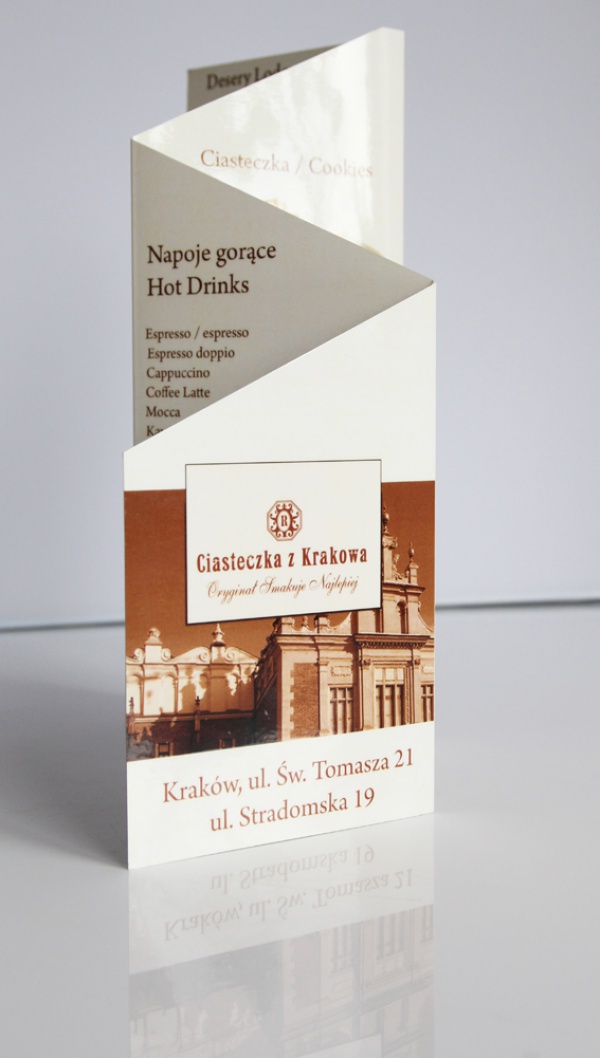 Desery
Ciasteczka / Cookies
Napoje gorące
Hot Drinks
Espresso / espresso
Espresso doppio
Cappuccino
Coffee Latte
Mocca
R
Ciasteczka z Krakowa
Oryginał Smakuje Najlepiej
Kraków, ul. Św. Tomasza 21
ul. Stradomska 19